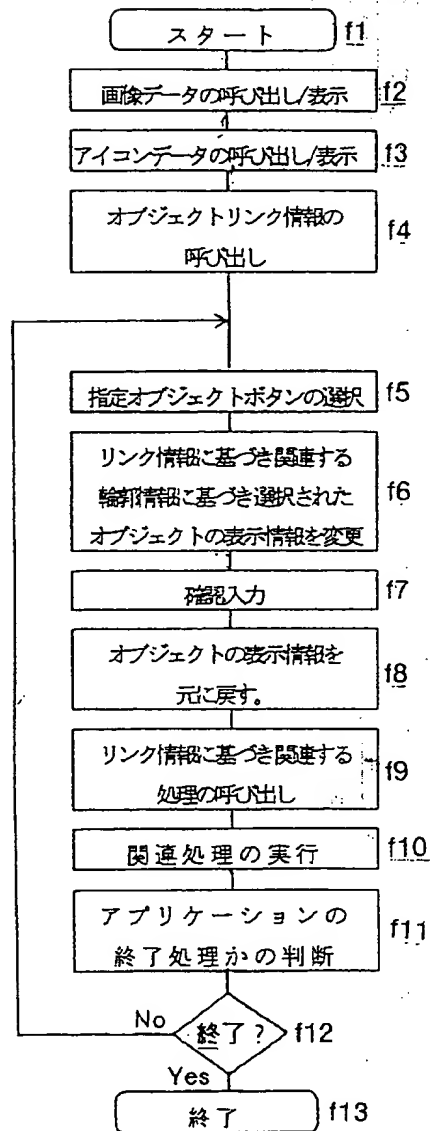 スタート f1
画像データの呼び出し/表示 f2
アイコンデータの呼び出し/表示 f3
オブジェクトリンク情報の f4
呼び出し
指定オブジェクトボタンの選択 f5
リンク情報に基づき関連する
輪郭情報に基づき選択された f6
オブジェクトの表示情報を変更
確認入力 f7
オブジェクトの表示情報を f8
元に戻す。
リンク情報に基づき関連する f9
処理の呼び出し
関連処理の実行 f10
アプリケーションの f11
終了処理かの判断
No 終了? f12
Yes
終了 f13